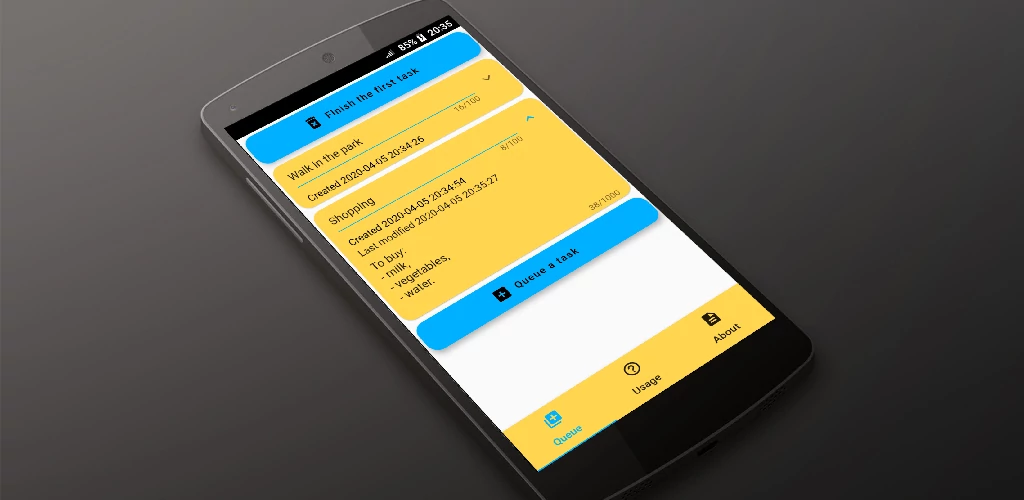 85% 20:35
Finish the first task
Walk in the park
16/100
Created 2020-04-05 20:34:26
Shopping
8/100
Created 2020-04-05 20:34:54
Last modified 2020-04-05 20:35:27
To buy:
- milk,
- vegetables,
- water.
38/1000
Queue a task
Queue
Usage
About